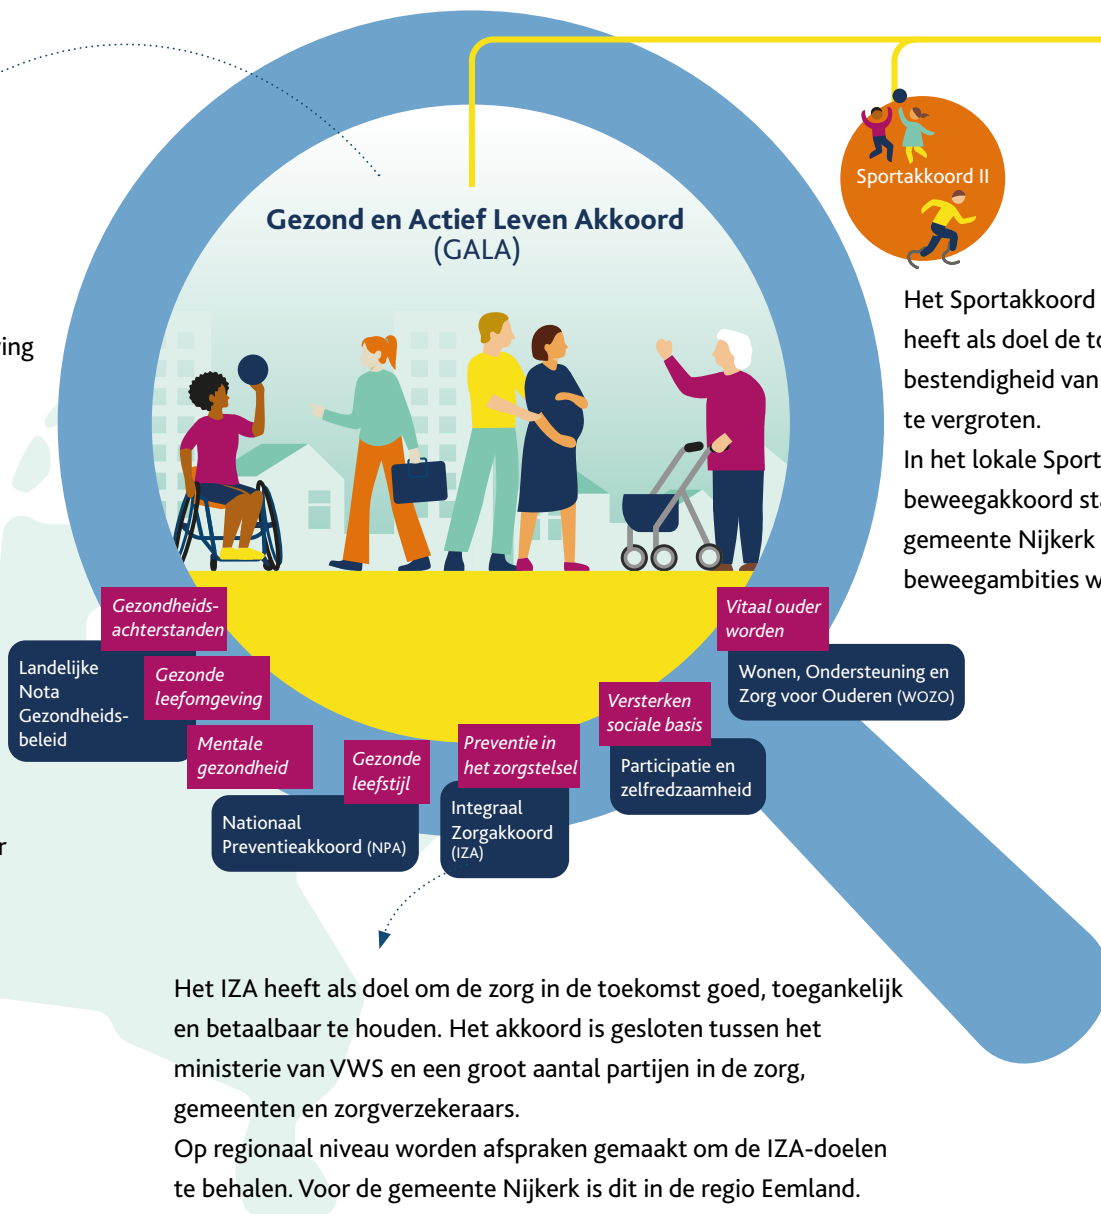 Gezond en Actief Leven Akkoord
(GALA)
Sportakkoord II
Het Sportakkoord
heeft als doel de
bestendigheid van
te vergroten.
In het lokale
beweegakkoord
gemeente Nijkerk
beweegambities
Gezondheids-
achterstanden
Landelijke
Nota
Gezondheids-
beleid
Gezonde
leefomgeving
Mentale
gezondheid
Gezonde
leefstijl
Nationaal
Preventieakkoord (NPA)
Preventie in
het zorgstelsel
Integraal
Zorgakkoord
(IZA)
Versterken
sociale basis
Participatie en
zelfredzaamheid
Vitaal ouder
worden
Wonen, Ondersteuning en
Zorg voor Ouderen (WOZO)
Het IZA heeft als doel om de zorg in de toekomst goed, toegankelijk
en betaalbaar te houden. Het akkoord is gesloten tussen het
ministerie van VWS en een groot aantal partijen in de zorg,
gemeenten en zorgverzekeraars.
Op regionaal niveau worden afspraken gemaakt om de IZA-doelen
te behalen. Voor de gemeente Nijkerk is dit in de regio Eemland.